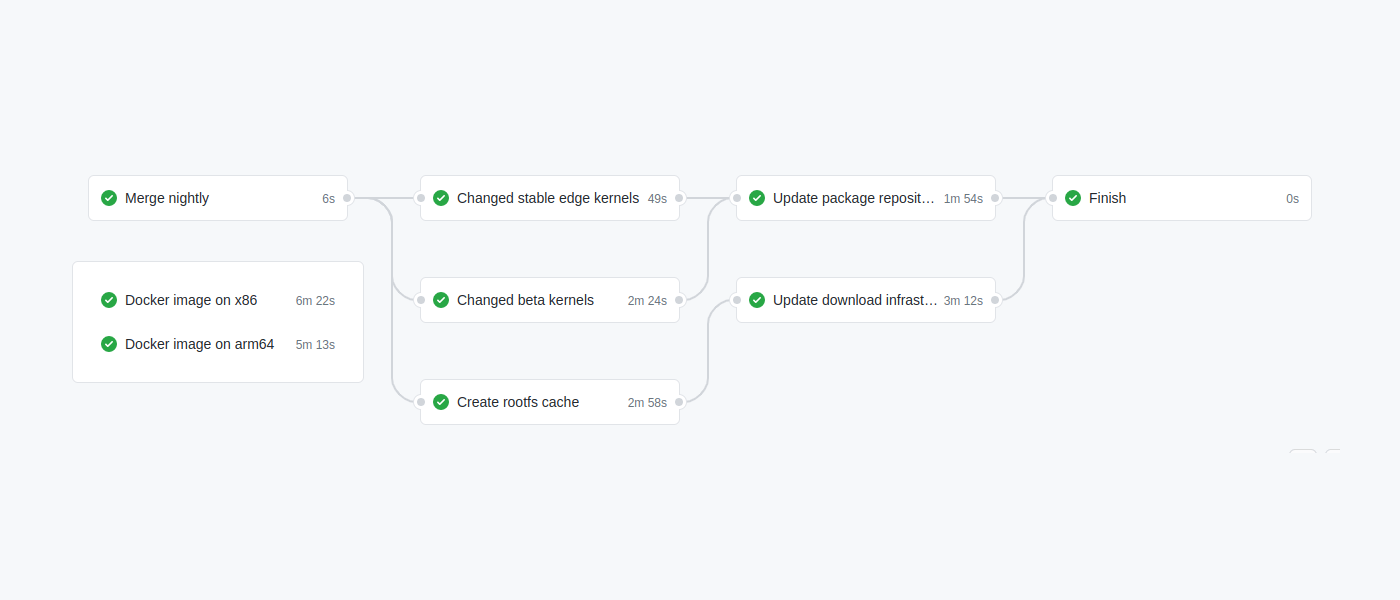 Merge nightly 6s
Changed stable edge kernels 49s
Update package reposit… 1m 54s
Finish 0s
Docker image on x86 6m 22s
Changed beta kernels 2m 24s
Update download infrast… 3m 12s
Docker image on arm64 5m 13s
Create rootfs cache 2m 58s